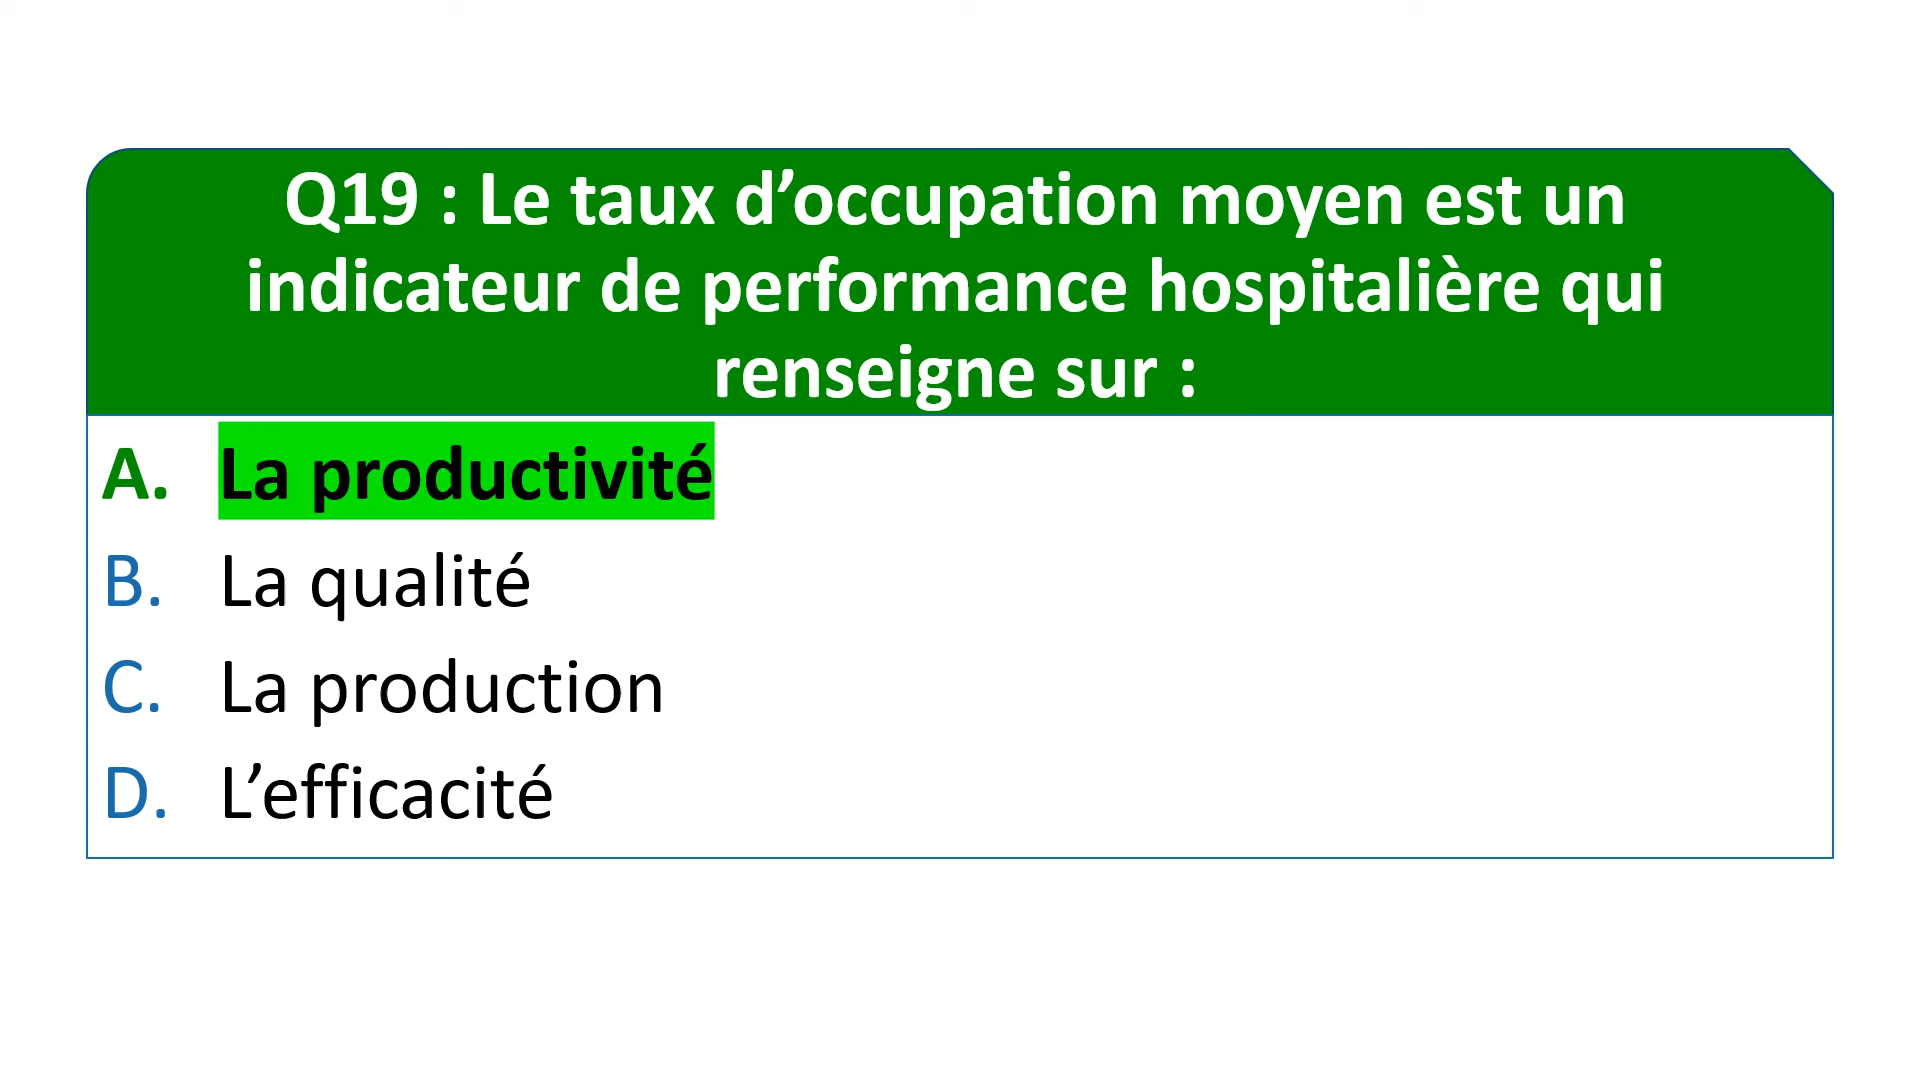 Q19 : Le taux d’occupation moyen est un
indicateur de performance hospitalière qui
renseigne sur :
A. La productivité
B. La qualité
C. La production
D. L’efficacité